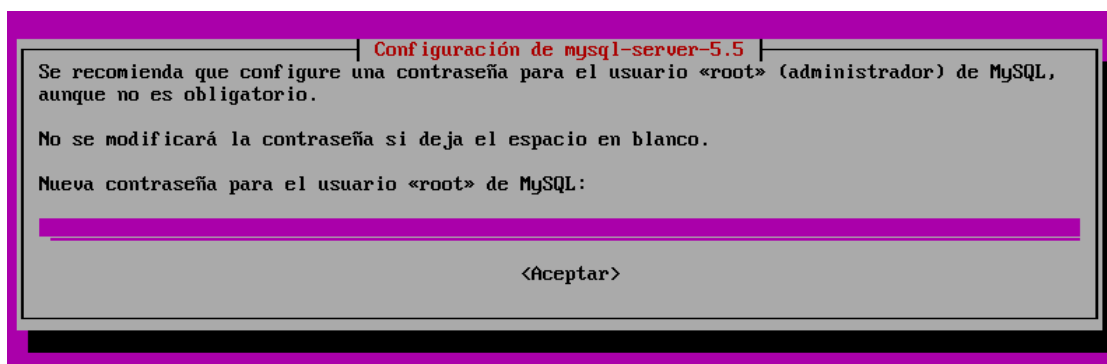 Configuración de mysql-server-5.5
Se recomienda que configure una contraseña para el usuario «root» (administrador) de MySQL,
aunque no es obligatorio.
No se modificará la contraseña si deja el espacio en blanco.
Nueva contraseña para el usuario «root» de MySQL:
<Aceptar>